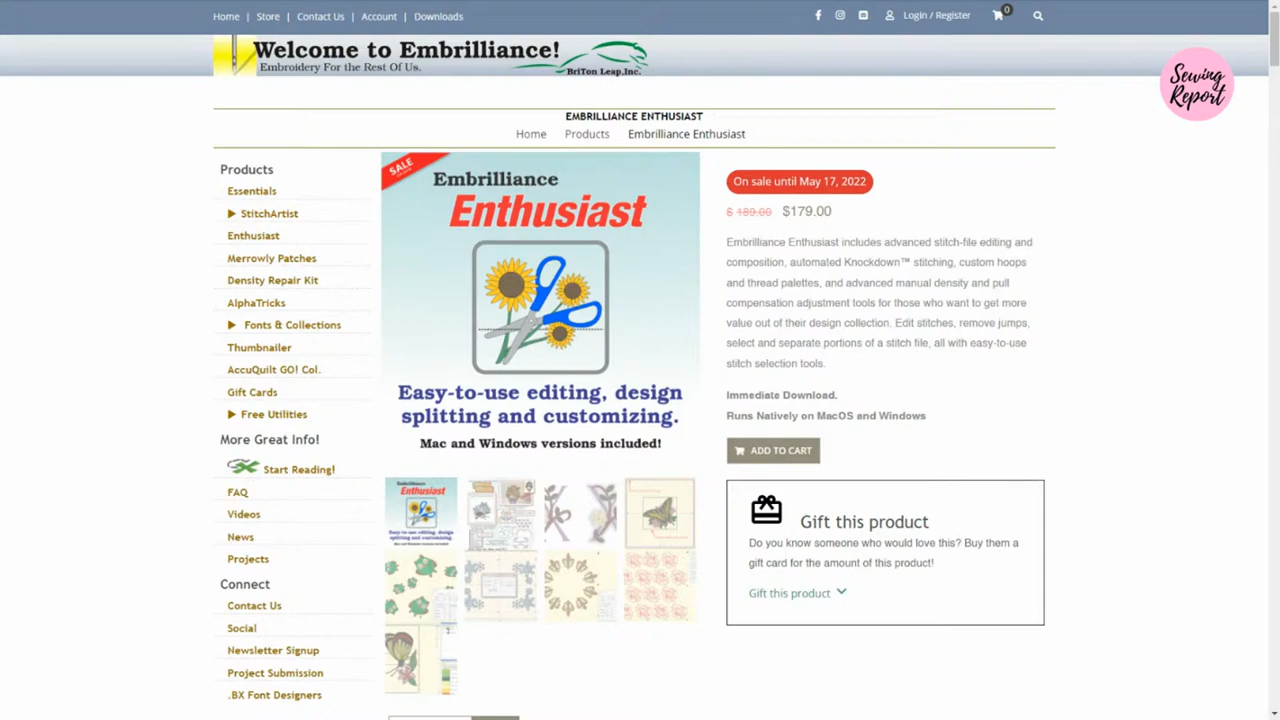 Home | Store | Contact Us | Account | Downloads
Login / Register
0
Welcome to Embrilliance!
Embroidery For the Rest Of Us.
BriTon Leap, Inc.
Sewing
Report
EMBRILLIANCE ENTHUSIAST
Home Products Embrilliance Enthusiast
Products
Essentials
StitchArtist
Enthusiast
Merrowly Patches
Density Repair Kit
AlphaTricks
Fonts & Collections
Thumbnailer
AccuQuilt GO! Col.
Gift Cards
Free Utilities
More Great Info!
Start Reading!
FAQ
Videos
News
Projects
Connect
Contact Us
Social
Newsletter Signup
Project Submission
.BX Font Designers
SALE
Embrilliance
Enthusiast
Easy-to-use editing, design
splitting and customizing.
Mac and Windows versions included!
Embrilliance
Enthusiast
Easy-to-use editing, design
splitting and customizing.
On sale until May 17, 2022
$ 189.00 $179.00
Embrilliance Enthusiast includes advanced stitch-file editing and
composition, automated Knockdown™ stitching, custom hoops
and thread palettes, and advanced manual density and pull
compensation adjustment tools for those who want to get more
value out of their design collection. Edit stitches, remove jumps,
select and separate portions of a stitch file, all with easy-to-use
stitch selection tools.
Immediate Download.
Runs Natively on MacOS and Windows
ADD TO CART
Gift this product
Do you know someone who would love this? Buy them a
gift card for the amount of this product!
Gift this product